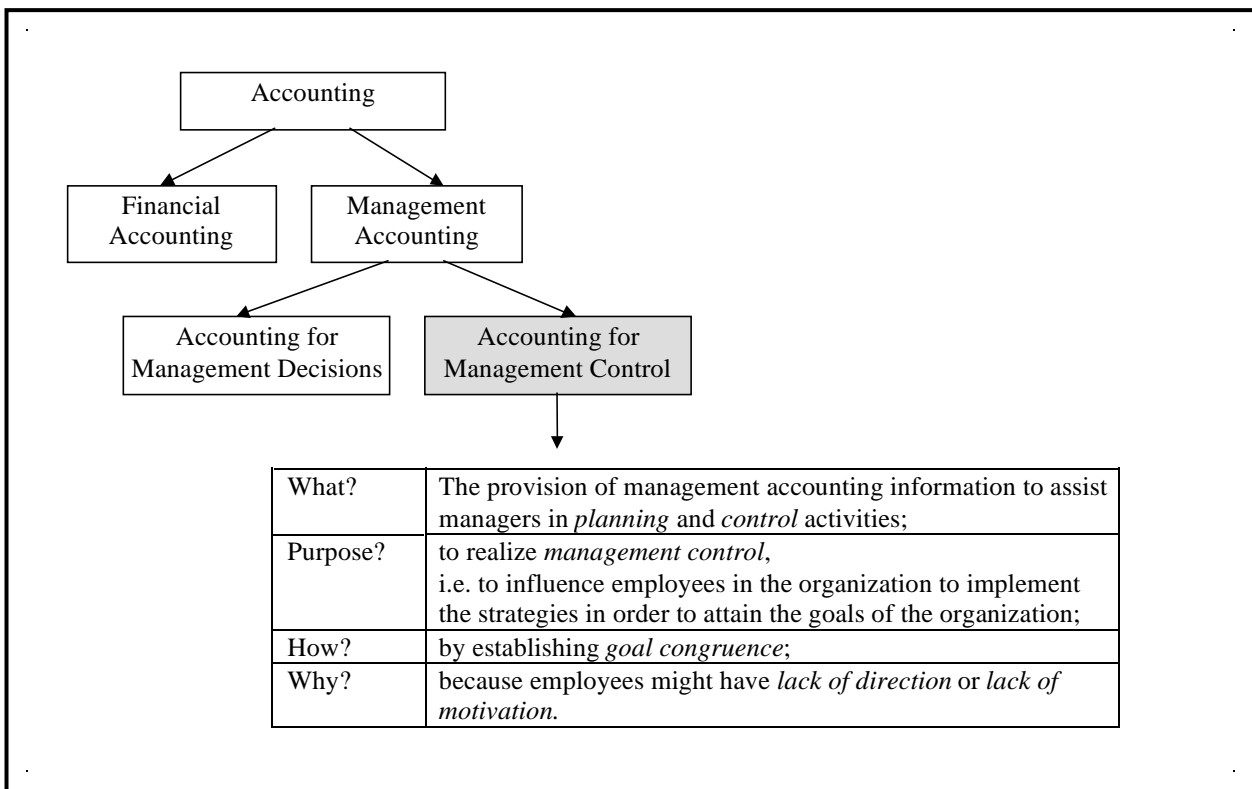 Accounting
Financial
Accounting
Management
Accounting
Accounting for
Management Decisions
Accounting for
Management Control
What?
The provision of management accounting information to assist
managers in planning and control activities;
Purpose?
to realize management control,
i.e. to influence employees in the organization to implement
the strategies in order to attain the goals of the organization;
How?
by establishing goal congruence;
Why?
because employees might have lack of direction or lack of
motivation.